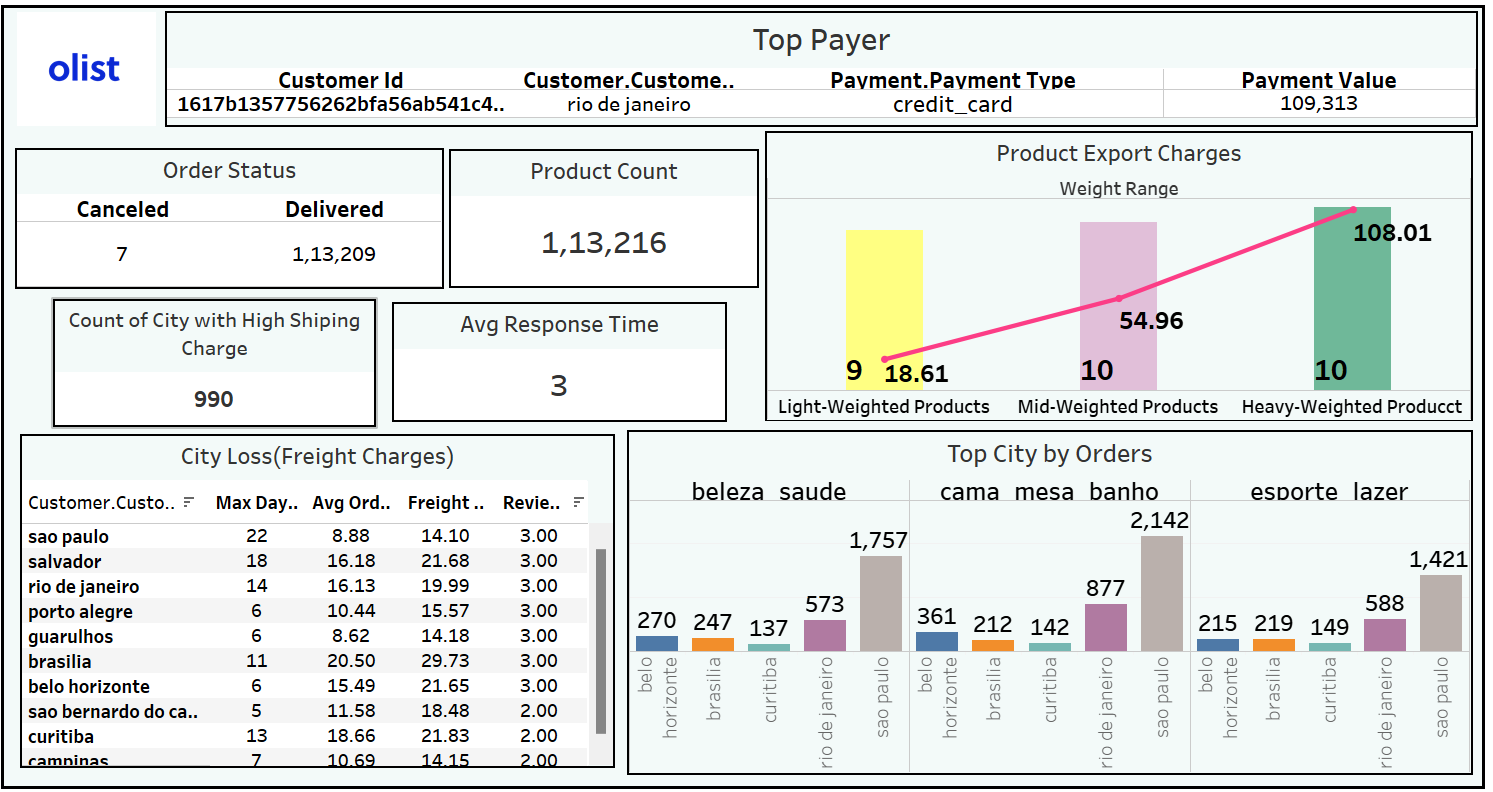 olist
Top Payer
Customer Id Customer.Custome.. Payment.Payment Type Payment Value
1617b1357756262bfa56ab541c4.. rio de janeiro credit_card 109,313
Order Status
Canceled Delivered
7 1,13,209
Product Count
1,13,216
Product Export Charges
Weight Range
108.01
54.96
9 18.61 10 10
Light-Weighted Products Mid-Weighted Products Heavy-Weighted Producct
Count of City with High Shiping
Charge
990
Avg Response Time
3
City Loss(Freight Charges)
Customer.Custo.. Max Day.. Avg Ord.. Freight .. Revie..
sao paulo 22 8.88 14.10 3.00
salvador 18 16.18 21.68 3.00
rio de janeiro 14 16.13 19.99 3.00
porto alegre 6 10.44 15.57 3.00
guarulhos 6 8.62 14.18 3.00
brasilia 11 20.50 29.73 3.00
belo horizonte 6 15.49 21.65 3.00
sao bernardo do ca.. 5 11.58 18.48 2.00
curitiba 13 18.66 21.83 2.00
campinas 7 10.69 14.15 2.00
Top City by Orders
beleza_saude cama_mesa_banho esporte_lazer
270 247 137 573 1,757 361 212 142 877 2,142 215 219 149 588 1,421
belo
horizonte
brasilia
curitiba
rio de janeiro
sao paulo
belo
horizonte
brasilia
curitiba
rio de janeiro
sao paulo
belo
horizonte
brasilia
curitiba
rio de janeiro
sao paulo